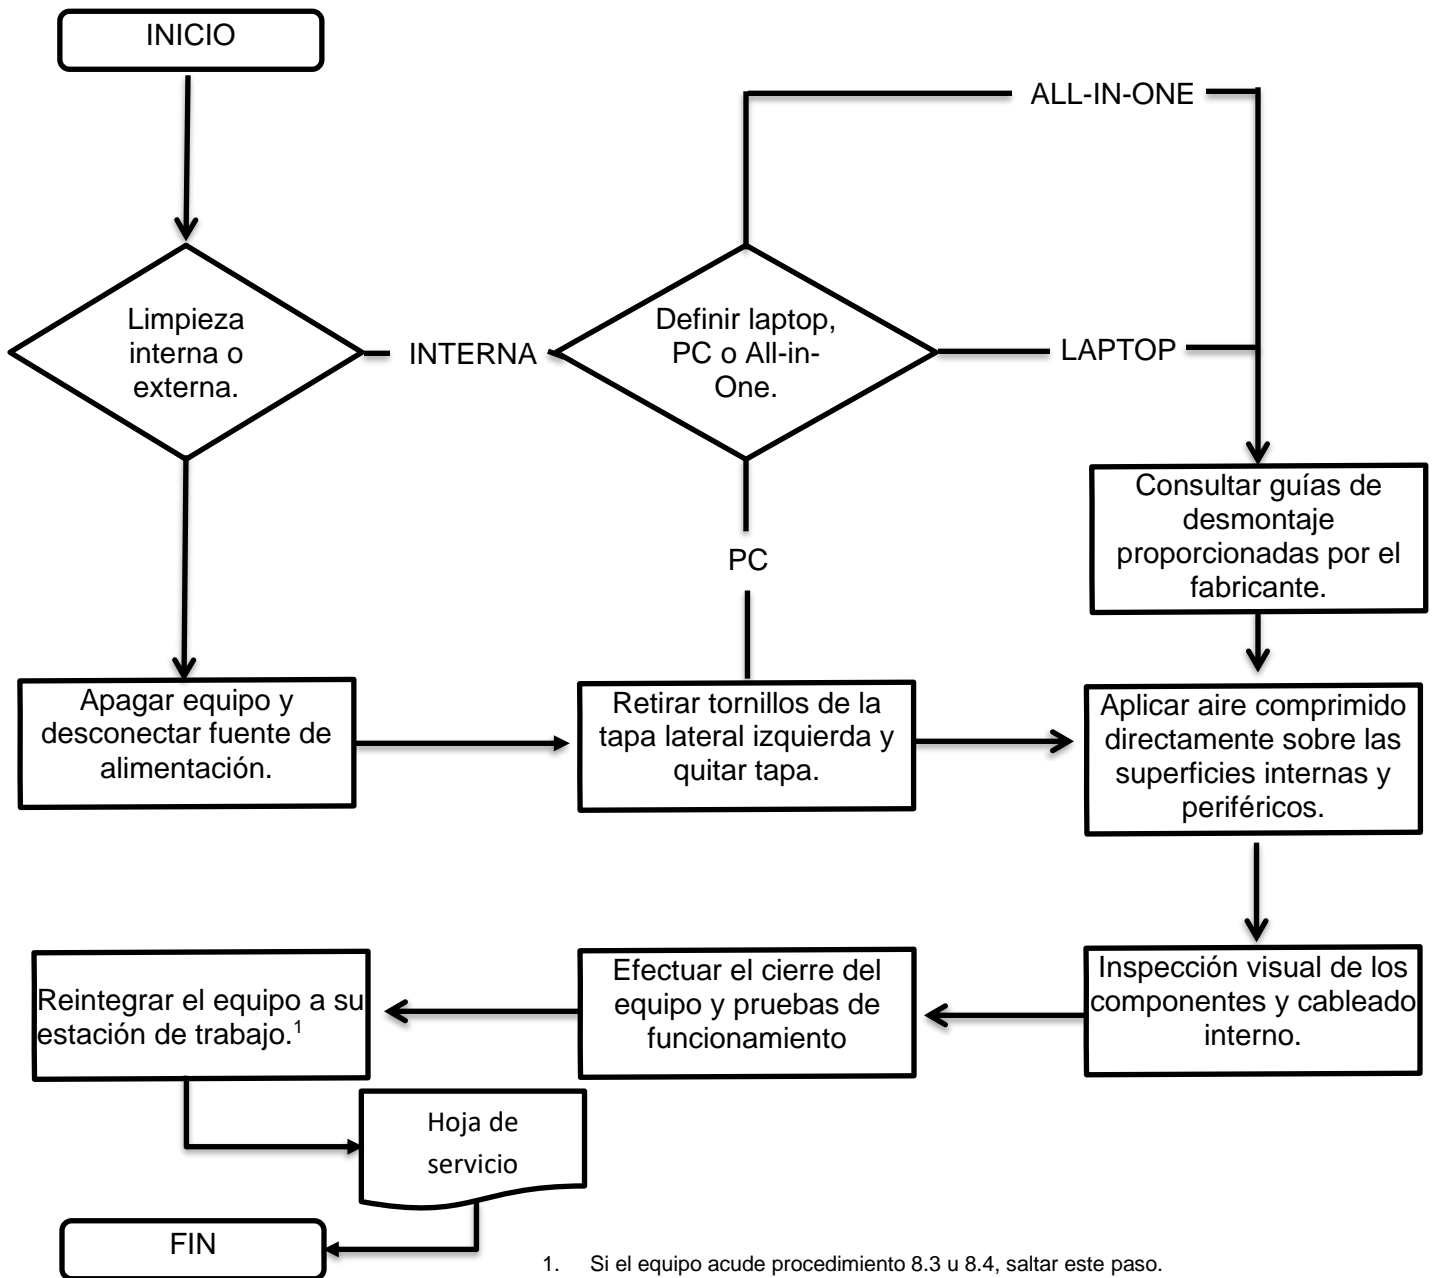 INICIO
ALL-IN-ONE
Limpieza
interna o
externa.
INTERNA
Definir laptop,
PC o All-in-
One.
LAPTOP
PC
Consultar guías de
desmontaje
proporcionadas por el
fabricante.
Apagar equipo y
desconectar fuente de
alimentación.
Retirar tornillos de la
tapa lateral izquierda y
quitar tapa.
Aplicar aire comprimido
directamente sobre las
superficies internas y
periféricos.
Inspección visual de los
componentes y cableado
interno.
Efectuar el cierre del
equipo y pruebas de
funcionamiento
Reintegrar el equipo a su
estación de trabajo.1
Hoja de
servicio
FIN
1. Si el equipo acude procedimiento 8.3 u 8.4, saltar este paso.